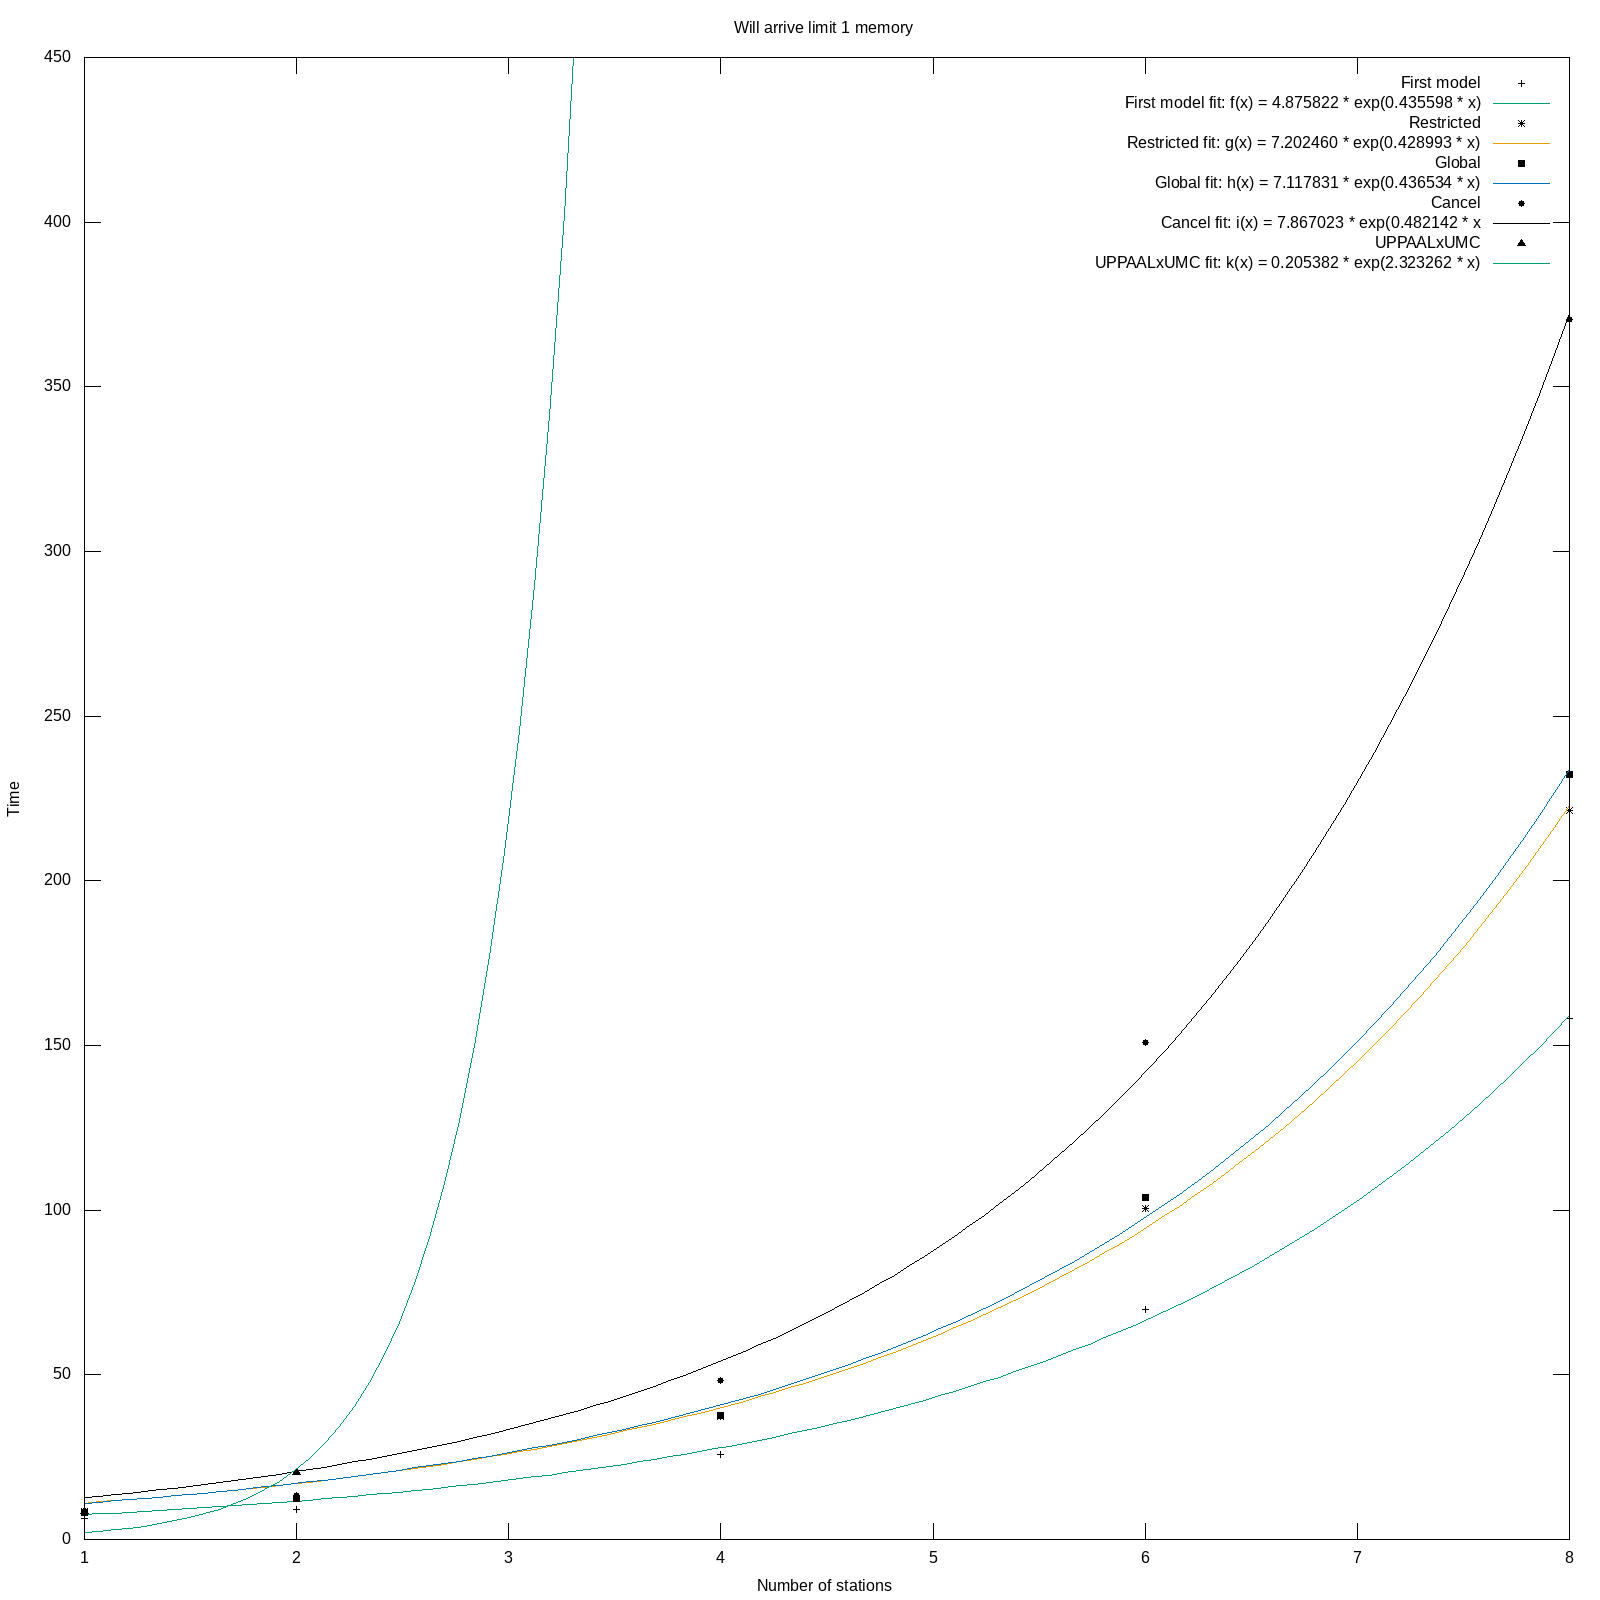 Will arrive limit 1 memory
450
400
350
300
250
200
150
100
50
0
Time
First model
First model fit: f(x) = 4.875822 * exp(0.435598 * x)
Restricted
Restricted fit: g(x) = 7.202460 * exp(0.428993 * x)
Global
Global fit: h(x) = 7.117831 * exp(0.436534 * x)
Cancel
Cancel fit: i(x) = 7.867023 * exp(0.482142 * x
UPPAALxUMC
UPPAALxUMC fit: k(x) = 0.205382 * exp(2.323262 * x)
1 2 3 4 5 6 7 8
Number of stations